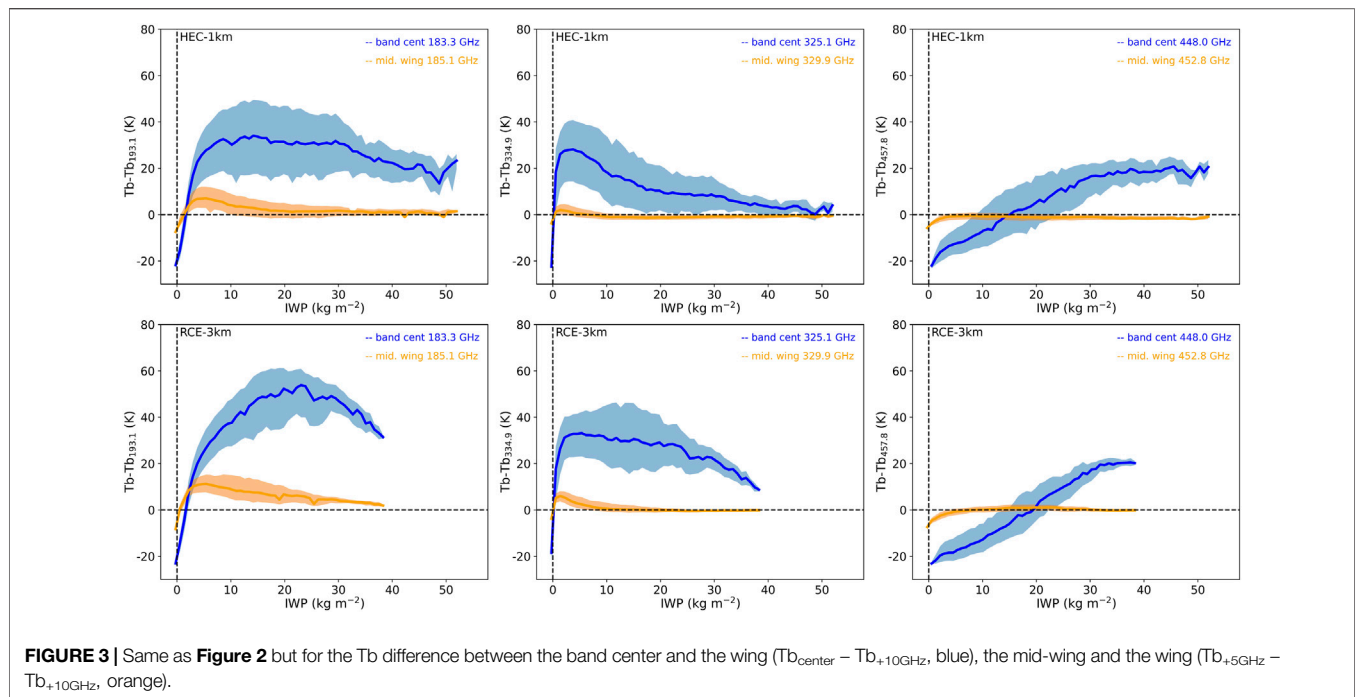 HEC-1km
-- band cent 183.3 GHz
-- mid. wing 185.1 GHz
Tb-Tb193.1 (K)
80
60
40
20
0
-20
0 10 20 30 40 50
IWP (kg m⁻²)
HEC-1km
-- band cent 325.1 GHz
-- mid. wing 329.9 GHz
Tb-Tb334.9 (K)
80
60
40
20
0
-20
0 10 20 30 40 50
IWP (kg m⁻²)
HEC-1km
-- band cent 448.0 GHz
-- mid. wing 452.8 GHz
Tb-Tb457.8 (K)
80
60
40
20
0
-20
0 10 20 30 40 50
IWP (kg m⁻²)
RCE-3km
-- band cent 183.3 GHz
-- mid. wing 185.1 GHz
Tb-Tb193.1 (K)
80
60
40
20
0
-20
0 10 20 30 40 50
IWP (kg m⁻²)
RCE-3km
-- band cent 325.1 GHz
-- mid. wing 329.9 GHz
Tb-Tb334.9 (K)
80
60
40
20
0
-20
0 10 20 30 40 50
IWP (kg m⁻²)
RCE-3km
-- band cent 448.0 GHz
-- mid. wing 452.8 GHz
Tb-Tb457.8 (K)
80
60
40
20
0
-20
0 10 20 30 40 50
IWP (kg m⁻²)
FIGURE 3 | Same as Figure 2 but for the Tb difference between the band center and the wing (Tbcenter – Tb+10GHz, blue), the mid-wing and the wing (Tb+5GHz –
Tb+10GHz, orange).